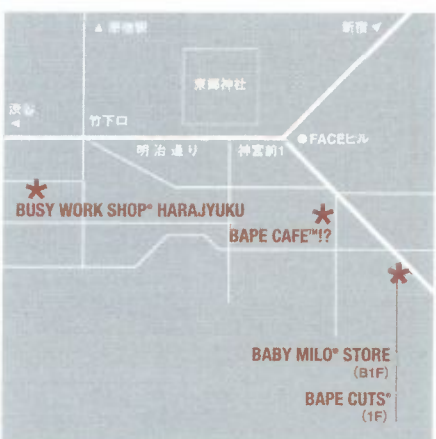 ▲ 原宿駅
新宿
東郷神社
渋谷
竹下口
FACEビル
明治通り
神宮前1
BUSY WORK SHOP® HARAJYUKU
BAPE CAFE™!?
BABY MILO® STORE
(B1F)
BAPE CUTS®
(1F)